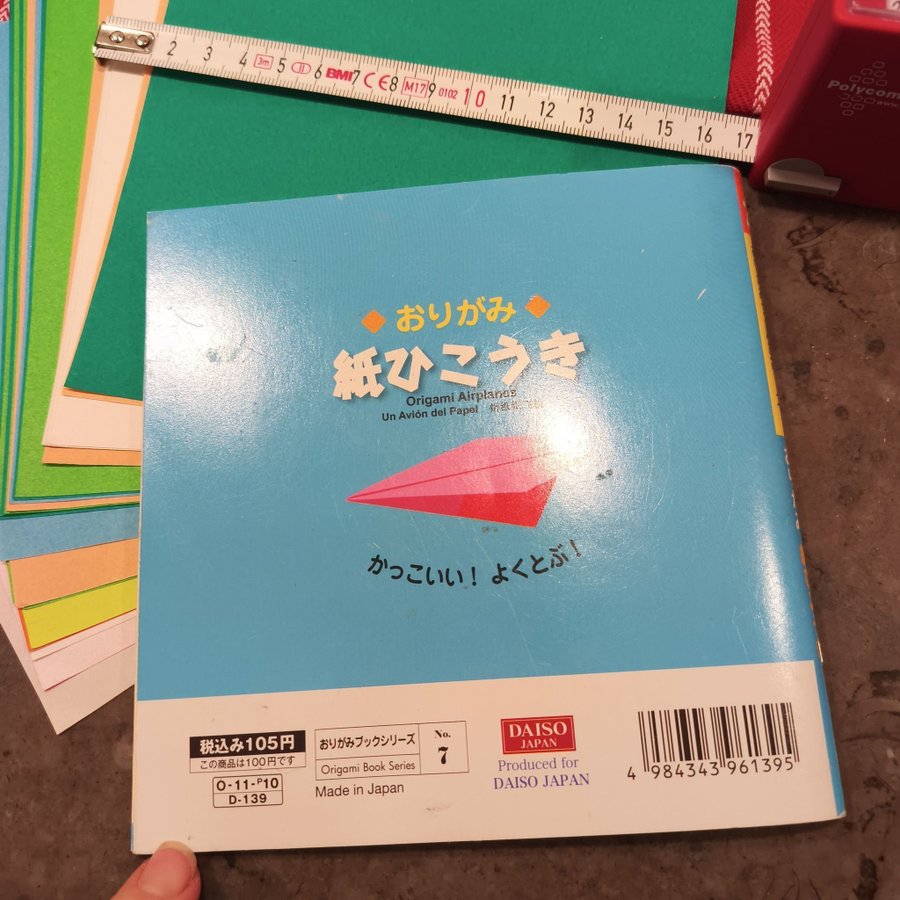 2 3 4 3m 5 II 6 BMI 7 CE 8 M17 9 0102 10 11 12 13 14 15 16 17
Polycom
おりがみ
紙ひこうき
Origami Airplanes
Un Avión del Papel
かっこいい！よくとぶ！
税込み105円
この商品は100円です
O-11-P10
D-139
おりがみブックシリーズ
Origami Book Series
No.
7
Made in Japan
DAISO
JAPAN
Produced for
DAISO JAPAN
4 984343 961395